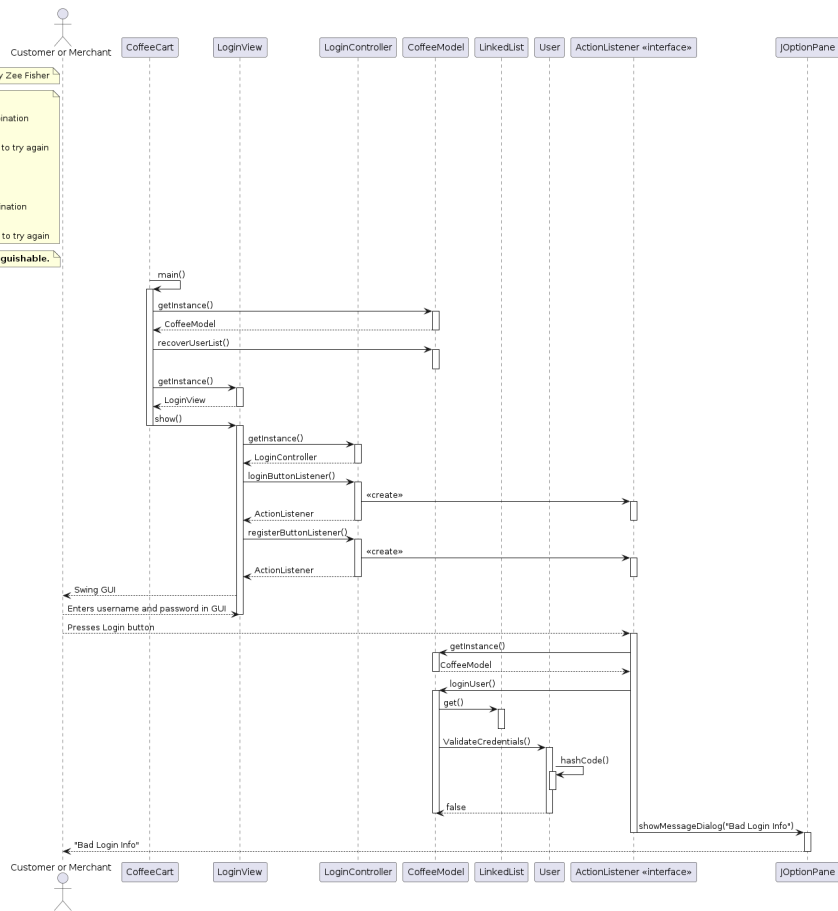 Customer or Merchant
CoffeeCart
LoginView
LoginController
CoffeeModel
LinkedList
User
ActionListener «interface»
JOptionPane
y Zee Fisher
ination
to try again
ination
to try again
guishable.
main()
getInstance()
CoffeeModel
recoverUserList()
getInstance()
LoginView
show()
getInstance()
LoginController
loginButtonListener()
«create»
ActionListener
registerButtonListener()
«create»
ActionListener
Swing GUI
Enters username and password in GUI
Presses Login button
getInstance()
CoffeeModel
loginUser()
get()
ValidateCredentials()
hashCode()
false
showMessageDialog("Bad Login Info")
"Bad Login Info"
Customer or Merchant
CoffeeCart
LoginView
LoginController
CoffeeModel
LinkedList
User
ActionListener «interface»
JOptionPane